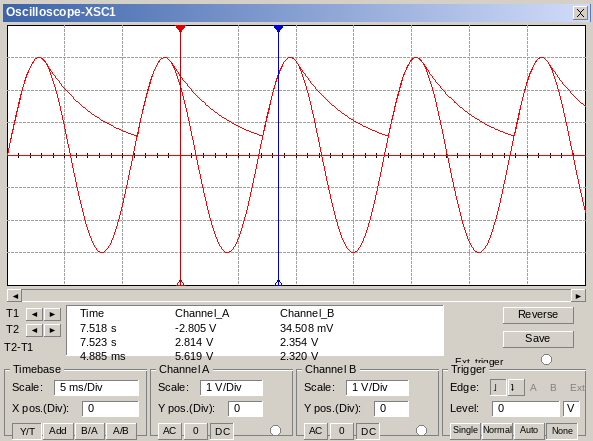 Oscilloscope-XSC1
T1
T2
T2-T1
Time Channel_A Channel_B
7.518 s -2.805 V 34.508 mV
7.523 s 2.814 V 2.354 V
4.885 ms 5.619 V 2.320 V
Reverse
Save
Ext. trigger
Timebase
Scale: 5 ms/Div
X pos.(Div): 0
Y/T Add B/A A/B
Channel A
Scale: 1 V/Div
Y pos.(Div): 0
AC 0 DC
Channel B
Scale: 1 V/Div
Y pos.(Div): 0
AC 0 DC
Trigger
Edge: A B Ext
Level: 0 V
Single Normal Auto None